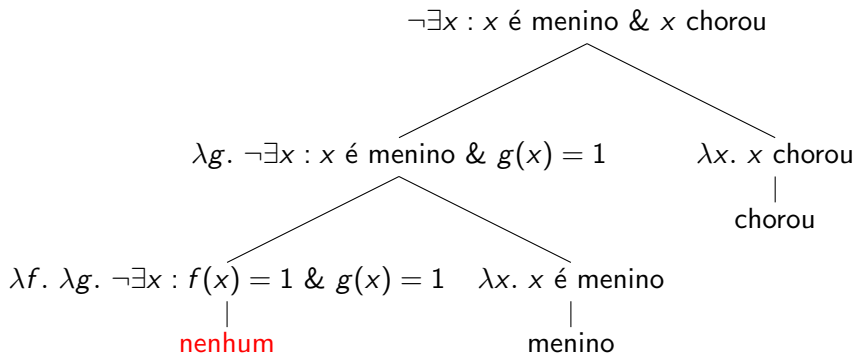 ¬∃x : x é menino & x chorou
λg. ¬∃x : x é menino & g(x) = 1
λx. x chorou
chorou
λf. λg. ¬∃x : f(x) = 1 & g(x) = 1
λx. x é menino
nenhum
menino